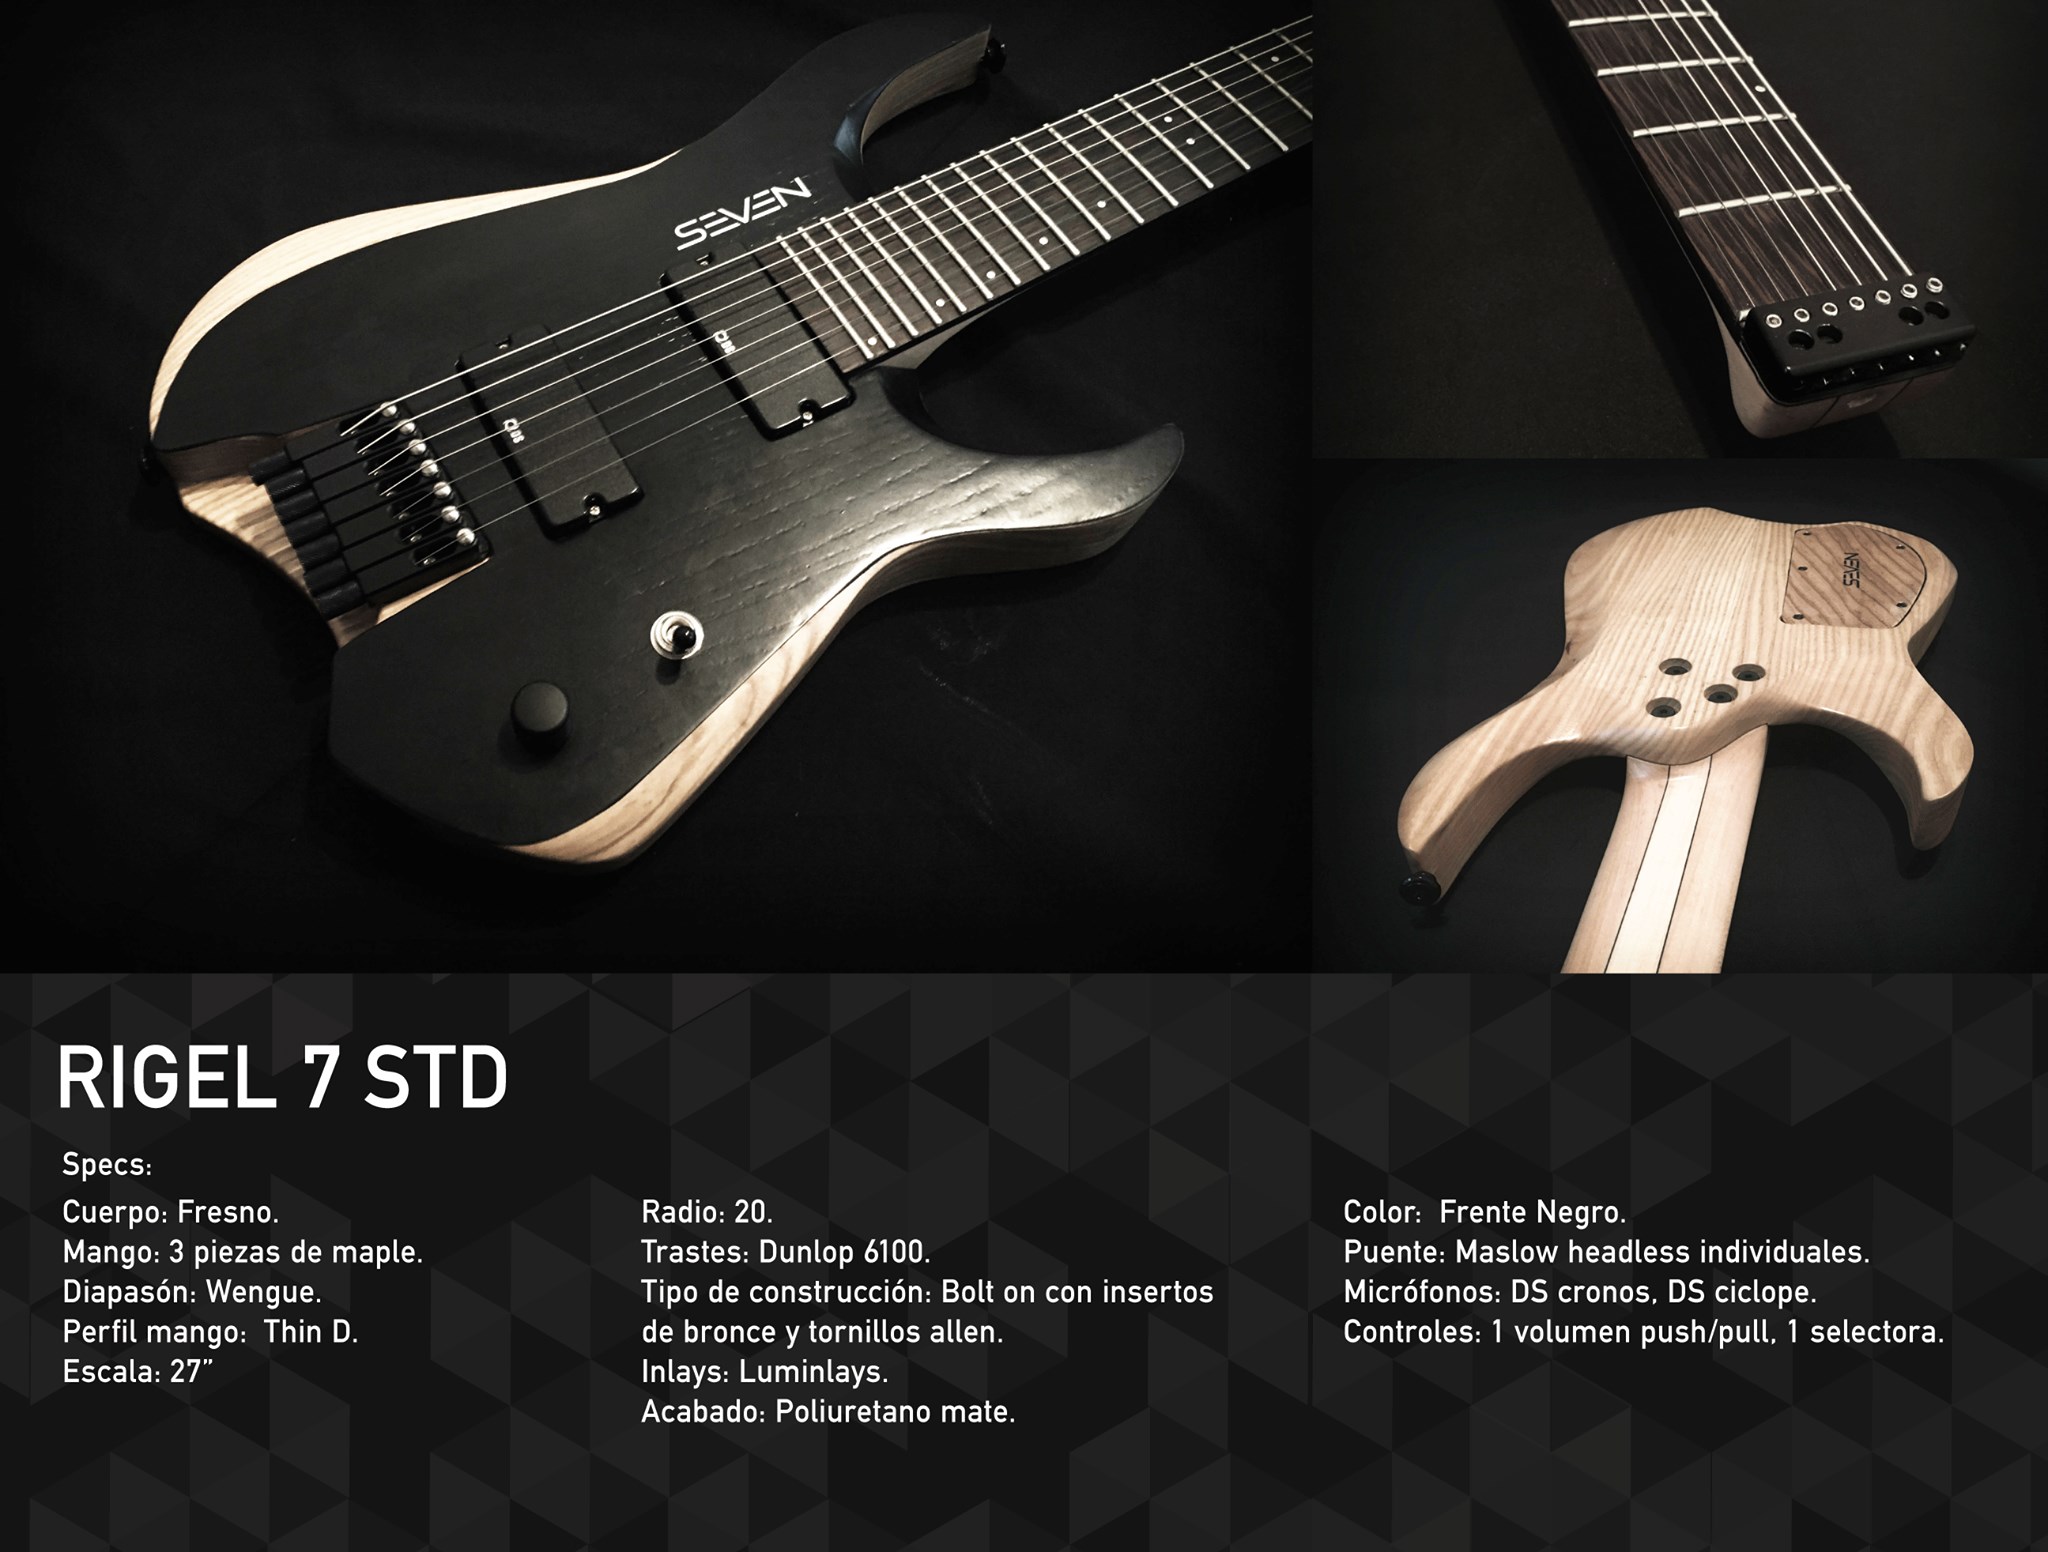 SEVEN
SEVEN
RIGEL 7 STD
Specs:
Cuerpo: Fresno.
Mango: 3 piezas de maple.
Diapasón: Wengue.
Perfil mango:  Thin D.
Escala: 27”
Radio: 20.
Trastes: Dunlop 6100.
Tipo de construcción: Bolt on con insertos
de bronce y tornillos allen.
Inlays: Luminlays.
Acabado: Poliuretano mate.
Color:  Frente Negro.
Puente: Maslow headless individuales.
Micrófonos: DS cronos, DS ciclope.
Controles: 1 volumen push/pull, 1 selectora.